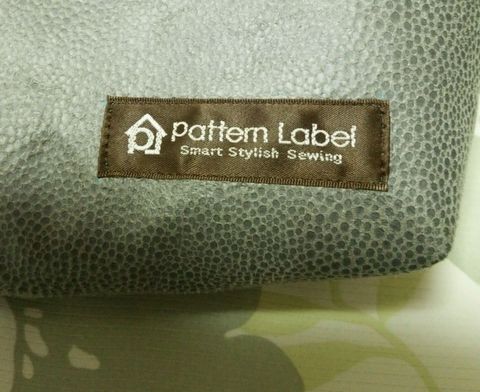 pattern Label
Smart Stylish Sewing